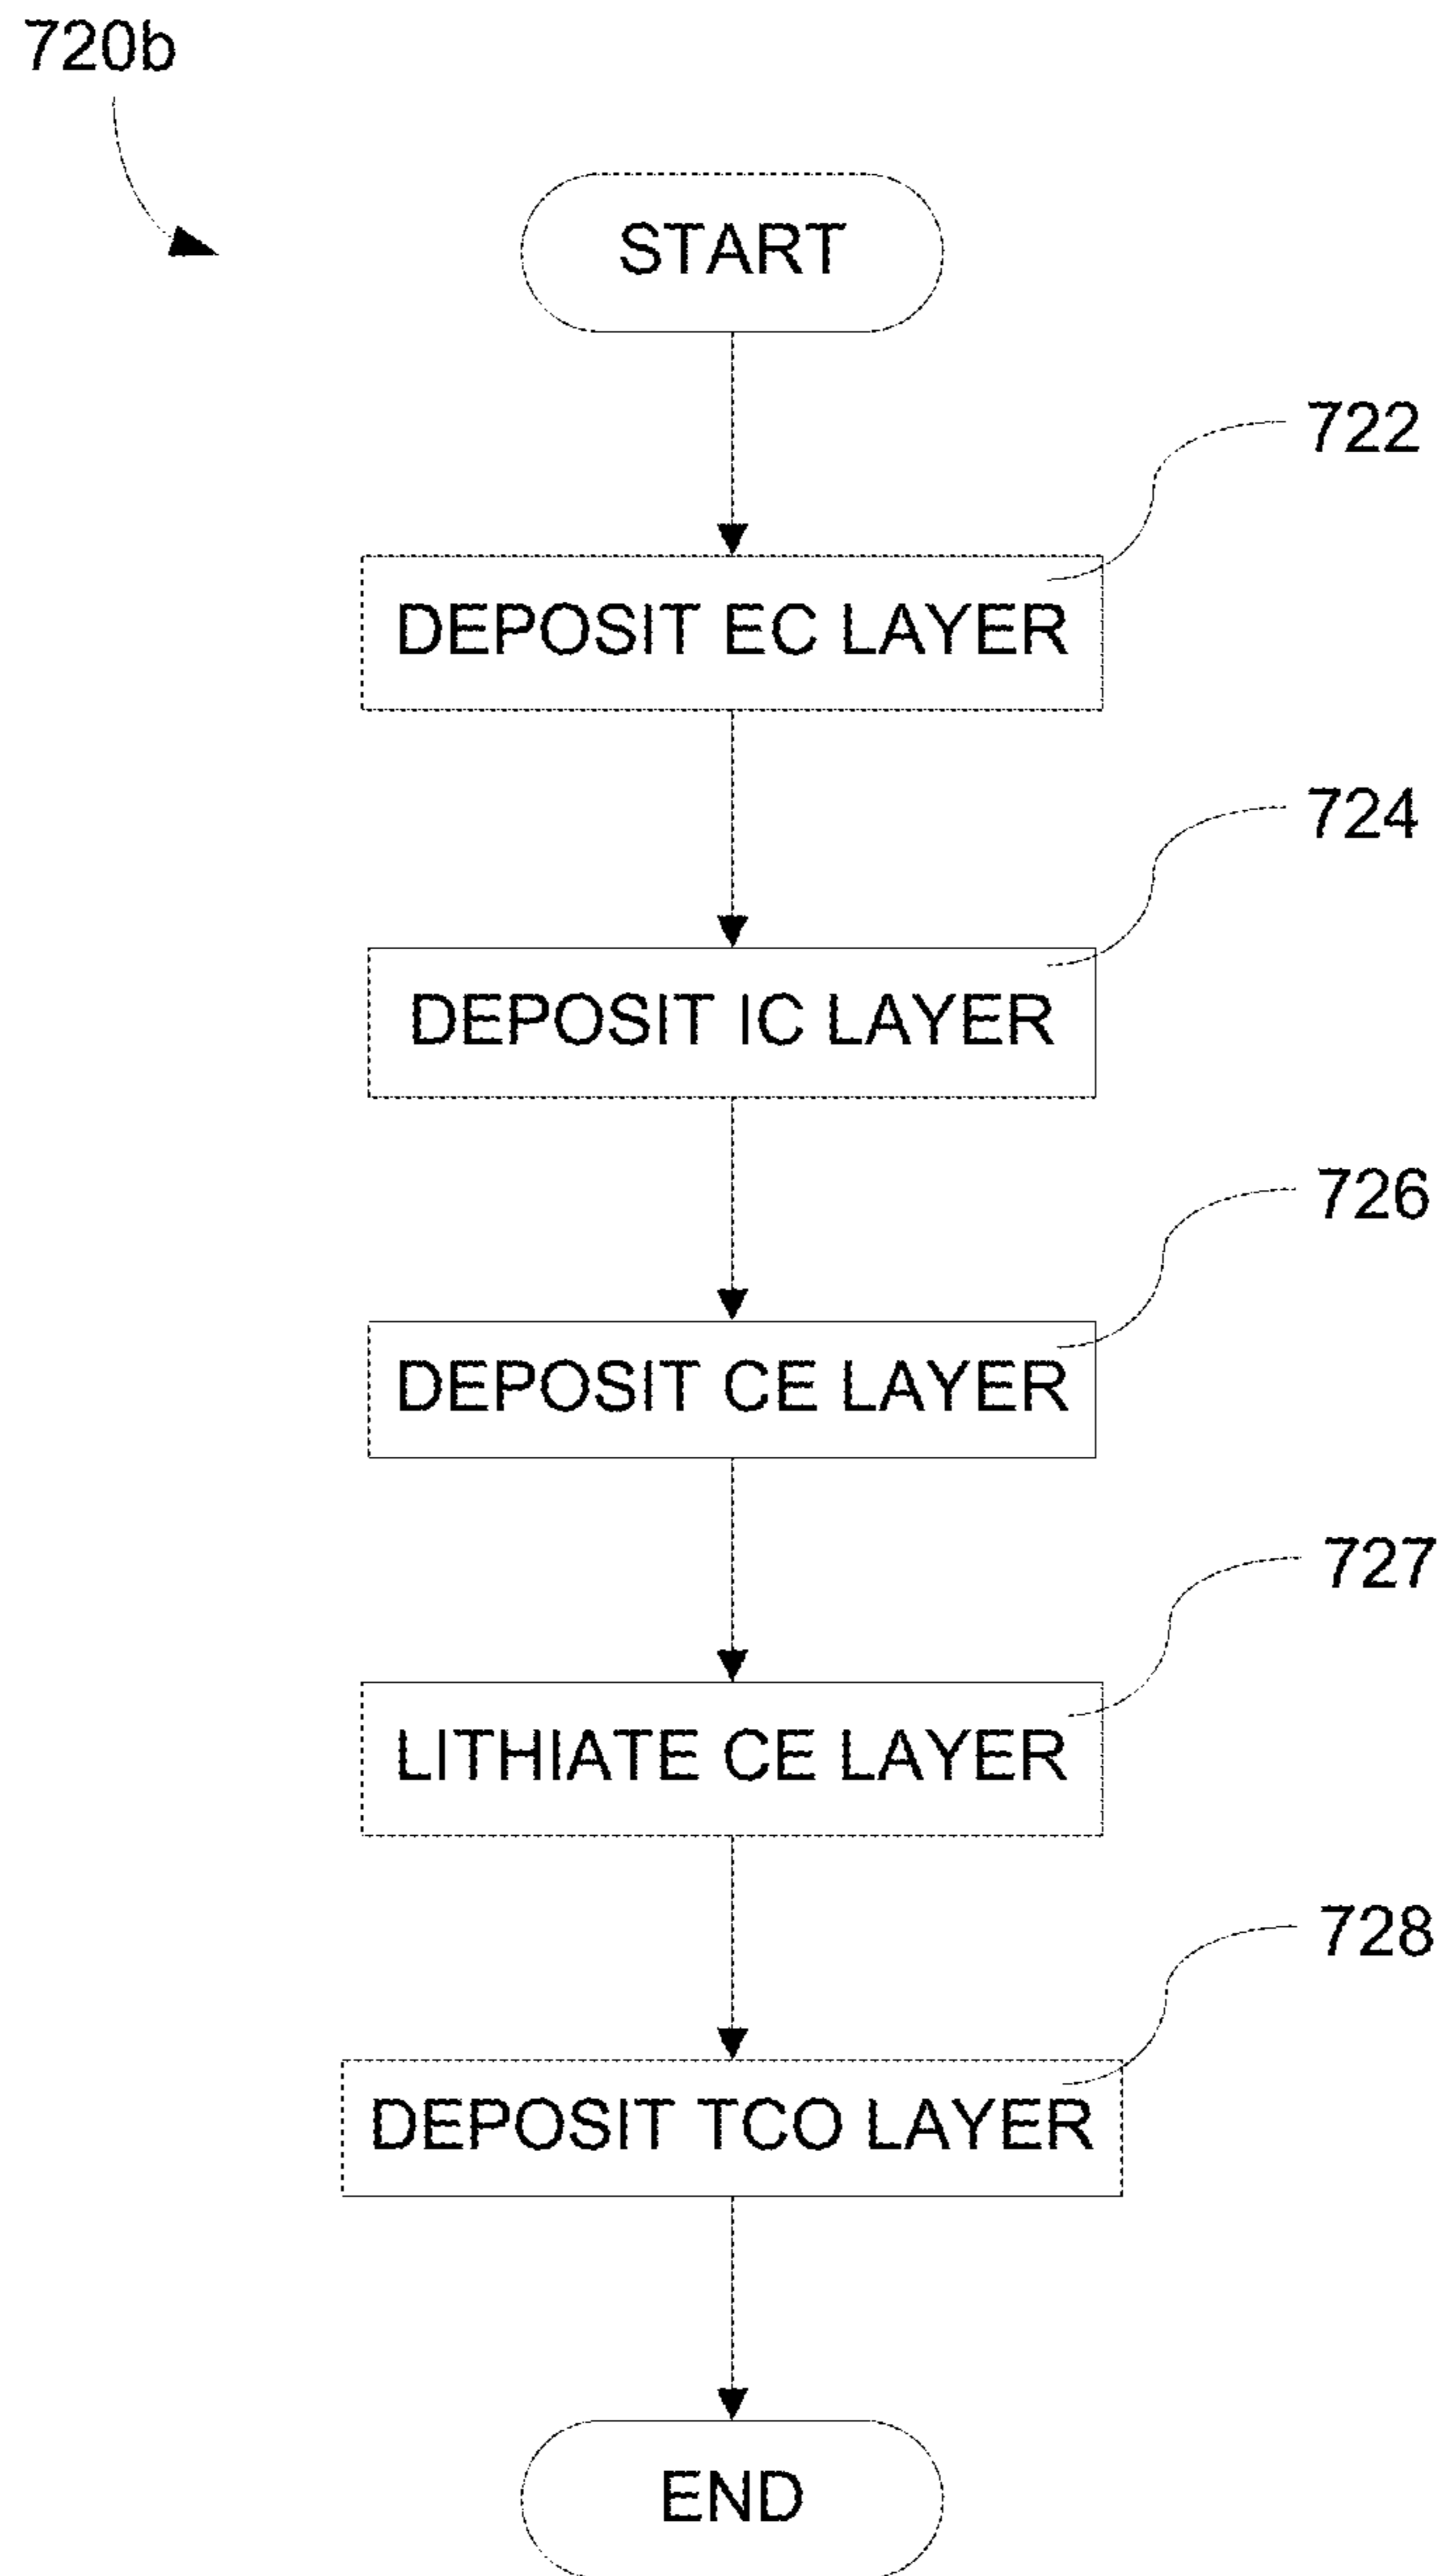 720b
START
722
DEPOSIT EC LAYER
724
DEPOSIT IC LAYER
726
DEPOSIT CE LAYER
727
LITHIATE CE LAYER
728
DEPOSIT TCO LAYER
END